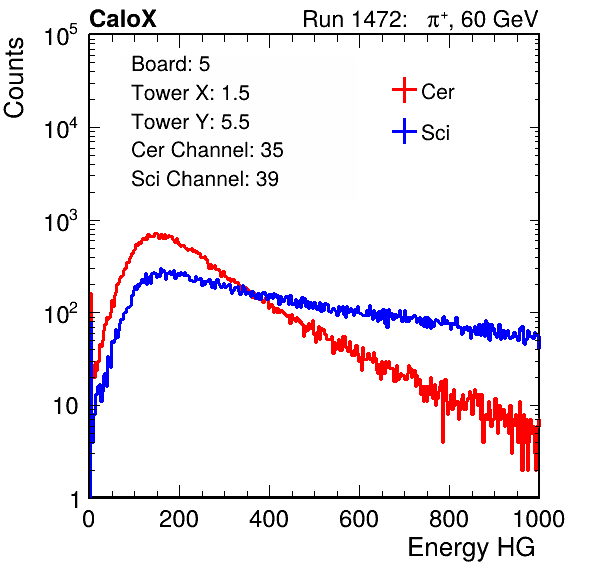 CaloX
Run 1472: π⁺, 60 GeV
Counts
10⁵
10⁴
10³
10²
10
1
Board: 5
Tower X: 1.5
Tower Y: 5.5
Cer Channel: 35
Sci Channel: 39
Cer
Sci
0 200 400 600 800 1000
Energy HG